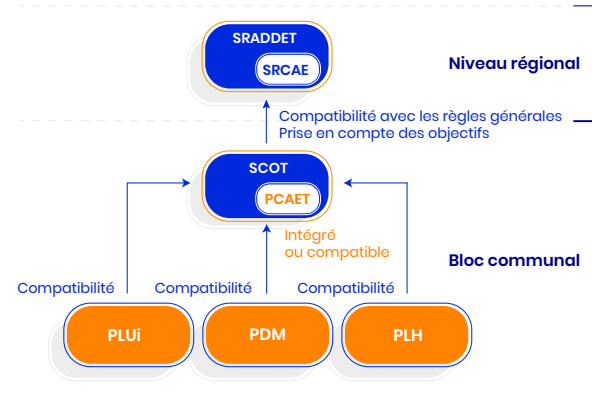 SRADDET
SRCAE
Niveau régional
Compatibilité avec les règles générales
Prise en compte des objectifs
SCOT
PCAET
Intégré
ou compatible
Bloc communal
Compatibilité
Compatibilité
Compatibilité
PLUi
PDM
PLH